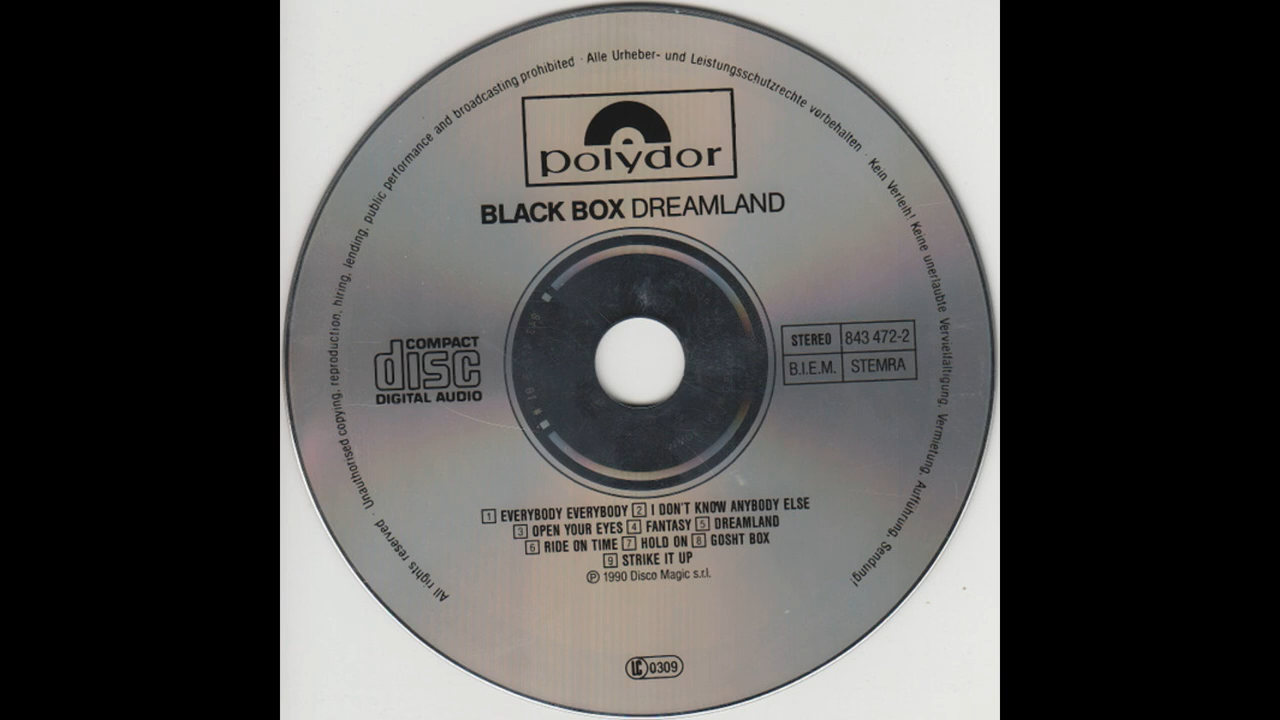 All rights reserved · Unauthorised copying, reproduction, hiring, lending, public performance and broadcasting prohibited · Alle Urheber- und Leistungsschutzrechte vorbehalten · Kein Verleih! Keine unerlaubte Vervielfältigung, Vermietung, Aufführung, Sendung!
polydor
BLACK BOX DREAMLAND
COMPACT
disc
DIGITAL AUDIO
STEREO 843 472-2
B.I.E.M. STEMRA
1 EVERYBODY EVERYBODY 2 I DON'T KNOW ANYBODY ELSE
3 OPEN YOUR EYES 4 FANTASY 5 DREAMLAND
6 RIDE ON TIME 7 HOLD ON 8 GOSHT BOX
9 STRIKE IT UP
℗ 1990 Disco Magic s.r.l.
LC 0309